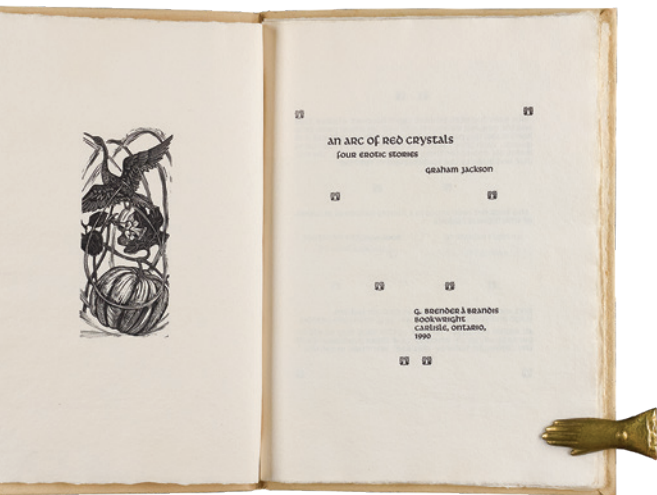 an arc of red crystals
four erotic stories
graham jackson
g. brender à brandis
bookwright
carlisle, ontario,
1990